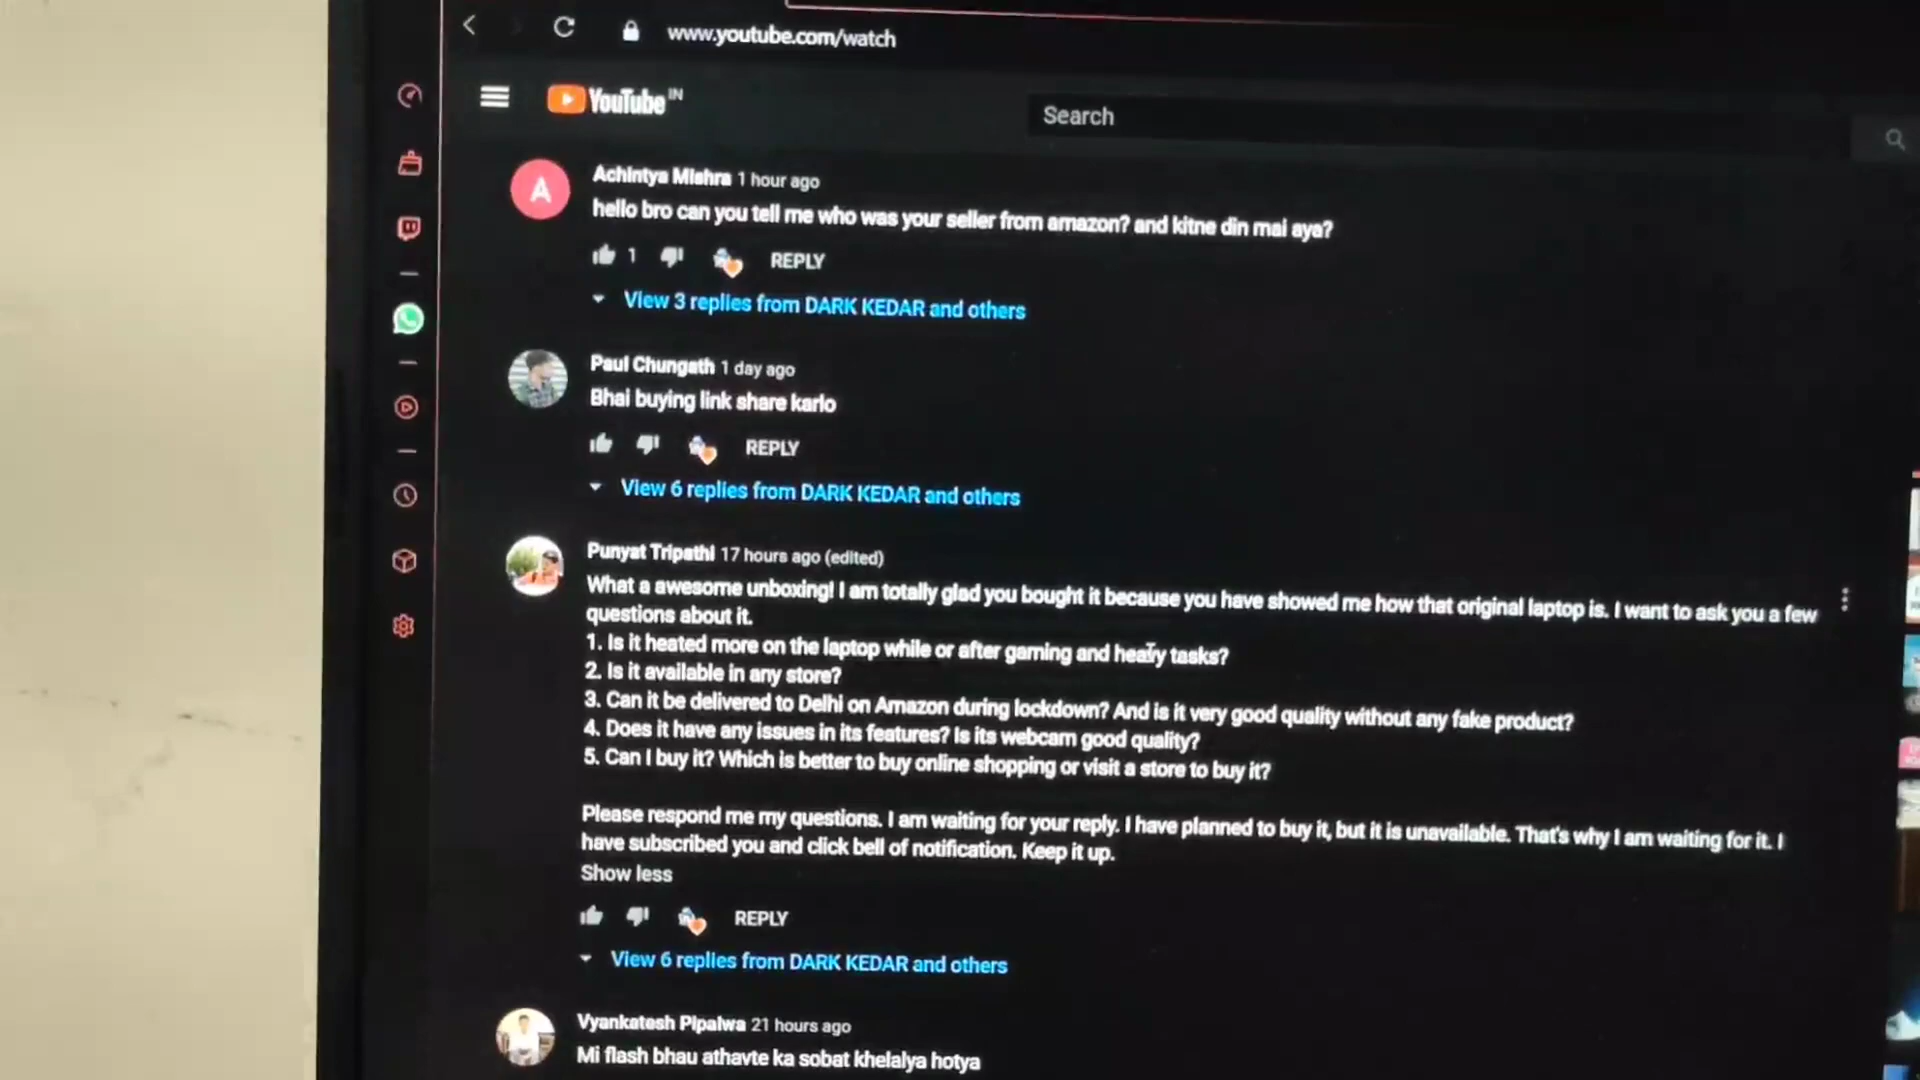 www.youtube.com/watch
YouTube IN
Search
Achintya Mishra 1 hour ago
A
hello bro can you tell me who was your seller from amazon? and kitne din mai aya?
1 REPLY
View 3 replies from DARK KEDAR and others
Paul Chungath 1 day ago
Bhai buying link share karlo
REPLY
View 6 replies from DARK KEDAR and others
Punyat Tripathi 17 hours ago (edited)
What a awesome unboxing! I am totally glad you bought it because you have showed me how that original laptop is. I want to ask you a few
questions about it.
1. Is it heated more on the laptop while or after gaming and heavy tasks?
2. Is it available in any store?
3. Can it be delivered to Delhi on Amazon during lockdown? And is it very good quality without any fake product?
4. Does it have any issues in its features? Is its webcam good quality?
5. Can I buy it? Which is better to buy online shopping or visit a store to buy it?
Please respond me my questions. I am waiting for your reply. I have planned to buy it, but it is unavailable. That's why I am waiting for it. I
have subscribed you and click bell of notification. Keep it up.
Show less
REPLY
View 6 replies from DARK KEDAR and others
Vyankatesh Pipalwa 21 hours ago
Mi flash bhau athavte ka sobat khelalya hotya